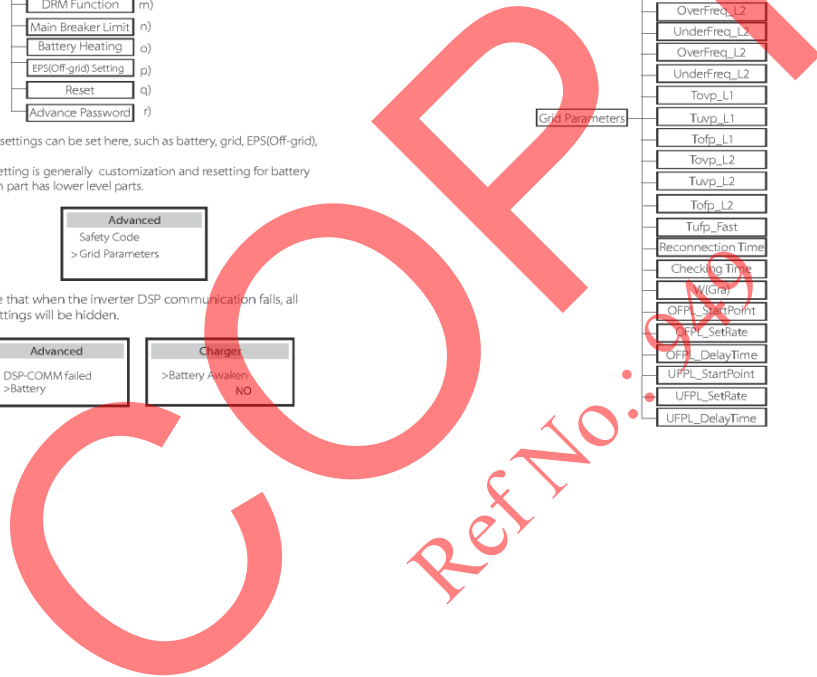 DRM Function m)
Main Breaker Limit n)
Battery Heating o)
EPS(Off-grid) Setting p)
Reset q)
Advance Password r)
settings can be set here, such as battery, grid, EPS(Off-grid),
etting is generally customization and resetting for battery
n part has lower level parts.
Advanced
Safety Code
> Grid Parameters
e that when the inverter DSP communication fails, all
ttings will be hidden.
Advanced
DSP-COMM failed
>Battery
Charger
>Battery Awaken
NO
Grid Parameters
OverFreq_L2
UnderFreq_L2
OverFreq_L2
UnderFreq_L2
Tovp_L1
Tuvp_L1
Tofp_L1
Tovp_L2
Tuvp_L2
Tofp_L2
Tufp_Fast
Reconnection Time
Checking Time
W(Gra)
OFPL_StartPoint
OFPL_SetRate
OFPL_DelayTime
UFPL_StartPoint
UFPL_SetRate
UFPL_DelayTime
COPY
Ref No.: 949